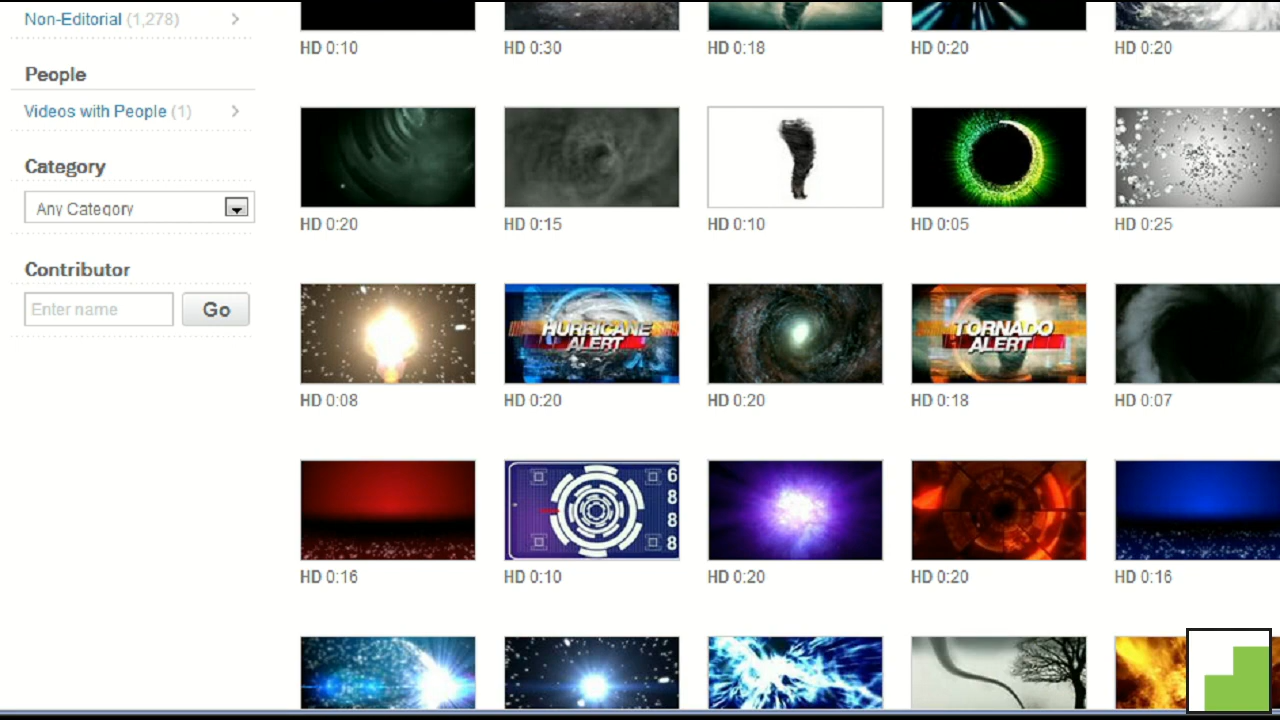 Non-Editorial (1,278)
HD 0:10
HD 0:30
HD 0:18
HD 0:20
HD 0:20
People
Videos with People (1)
Category
Any Category
HD 0:20
HD 0:15
HD 0:10
HD 0:05
HD 0:25
Contributor
Enter name
Go
HURRICANE
ALERT
TORNADO
ALERT
HD 0:08
HD 0:20
HD 0:20
HD 0:18
HD 0:07
6
8
8
8
HD 0:16
HD 0:10
HD 0:20
HD 0:20
HD 0:16